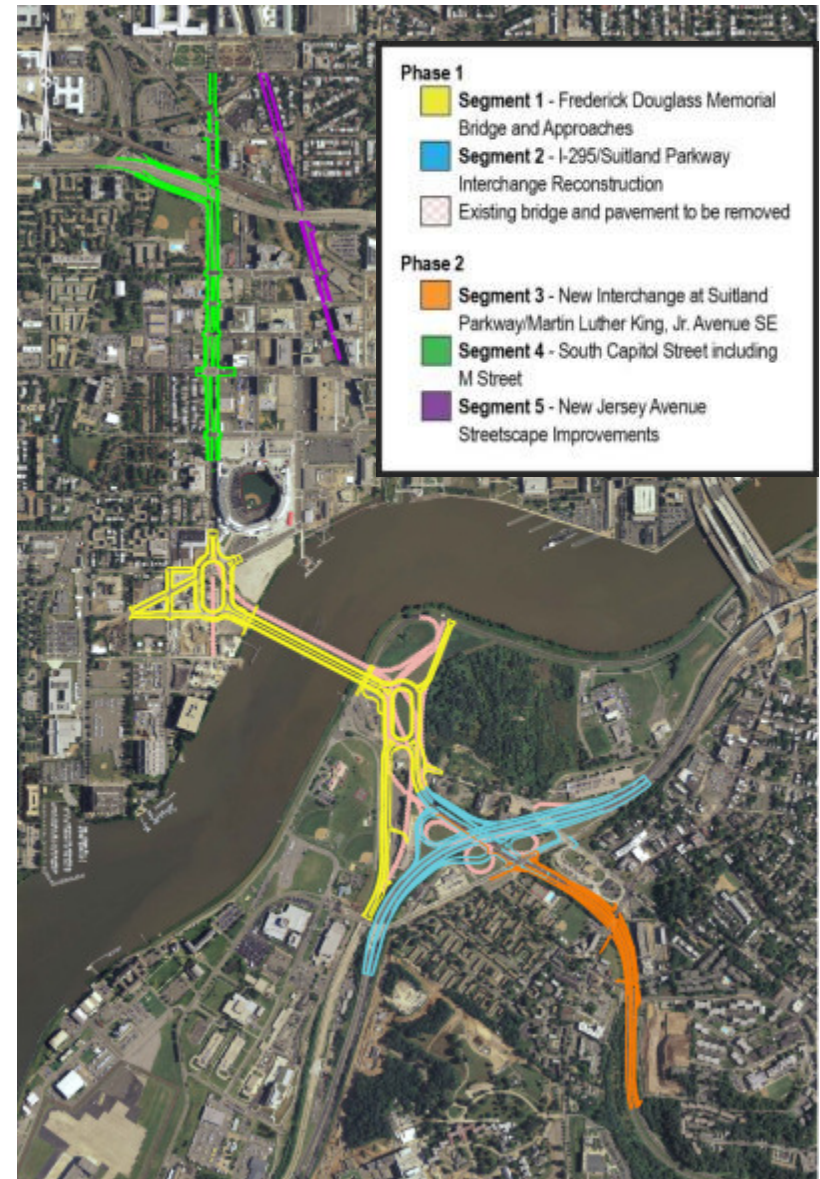 N
Phase 1
Segment 1 - Frederick Douglass Memorial
Bridge and Approaches
Segment 2 - I-295/Suitland Parkway
Interchange Reconstruction
Existing bridge and pavement to be removed
Phase 2
Segment 3 - New Interchange at Suitland
Parkway/Martin Luther King, Jr. Avenue SE
Segment 4 - South Capitol Street including
M Street
Segment 5 - New Jersey Avenue
Streetscape Improvements